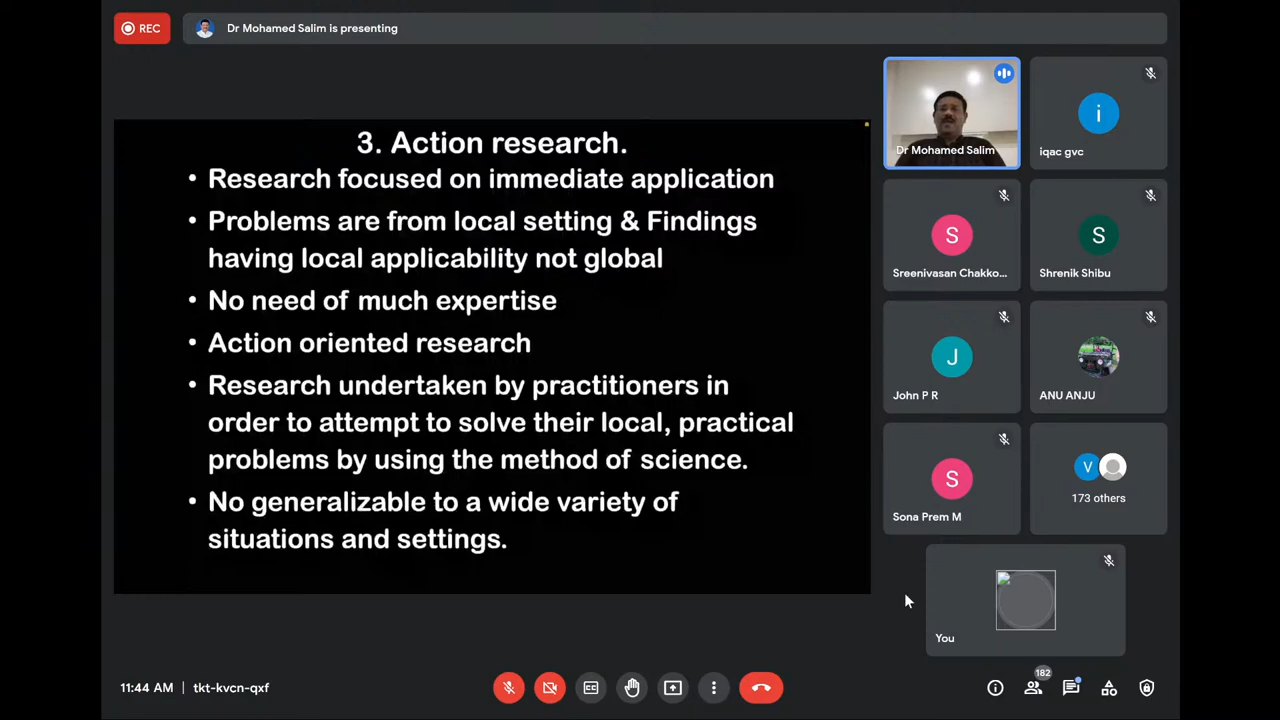 REC
Dr Mohamed Salim is presenting
3. Action research.
• Research focused on immediate application
• Problems are from local setting & Findings
having local applicability not global
• No need of much expertise
• Action oriented research
• Research undertaken by practitioners in
order to attempt to solve their local, practical
problems by using the method of science.
• No generalizable to a wide variety of
situations and settings.
Dr Mohamed Salim
i
iqac gvc
S
Sreenivasan Chakko...
S
Shrenik Shibu
J
John P R
ANU ANJU
S
Sona Prem M
V
173 others
You
11:44 AM | tkt-kvcn-qxf
CC
182